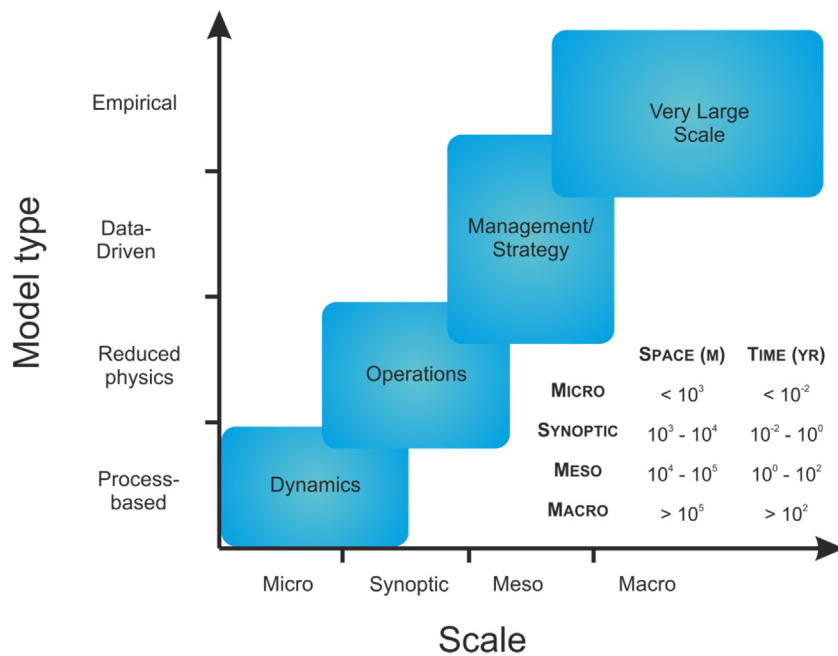 Model type
Empirical
Data-
Driven
Reduced
physics
Process-
based
Very Large
Scale
Management/
Strategy
Operations
Dynamics
SPACE (M) TIME (YR)
MICRO < 10³ < 10⁻²
SYNOPTIC 10³ - 10⁴ 10⁻² - 10⁰
MESO 10⁴ - 10⁵ 10⁰ - 10²
MACRO > 10⁵ > 10²
Micro Synoptic Meso Macro
Scale